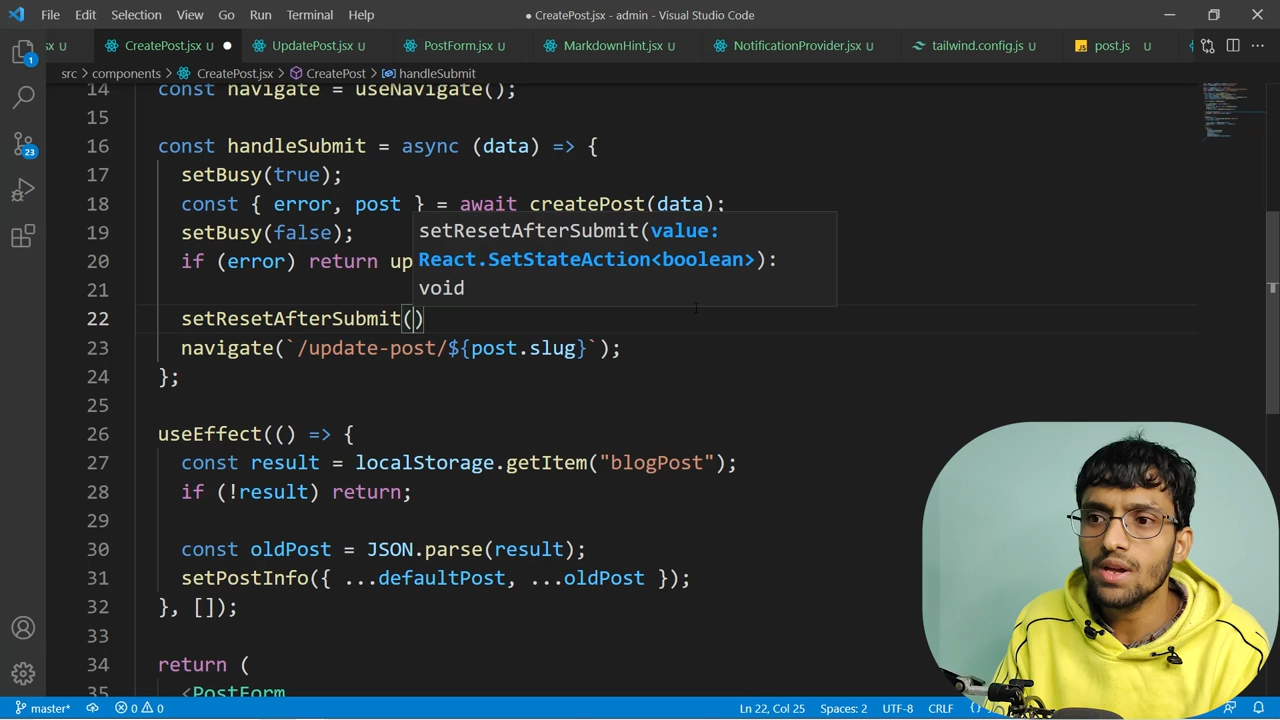 File Edit Selection View Go Run Terminal Help
● CreatePost.jsx - admin - Visual Studio Code
sx U CreatePost.jsx U UpdatePost.jsx U PostForm.jsx U MarkdownHint.jsx U NotificationProvider.jsx U tailwind.config.js U JS post.js U
src > components > CreatePost.jsx > CreatePost > handleSubmit
14 const navigate = useNavigate();
15
16 const handleSubmit = async (data) => {
17 setBusy(true);
18 const { error, post } = await createPost(data);
19 setBusy(false);
20 if (error) return up
setResetAfterSubmit(value:
React.SetStateAction<boolean>):
void
21
22 setResetAfterSubmit()
23 navigate(`/update-post/${post.slug}`);
24 };
25
26 useEffect(() => {
27 const result = localStorage.getItem("blogPost");
28 if (!result) return;
29
30 const oldPost = JSON.parse(result);
31 setPostInfo({ ...defaultPost, ...oldPost });
32 }, []);
33
34 return (
35 <PostForm
1
23
master* 0 0 Ln 22, Col 25 Spaces: 2 UTF-8 CRLF